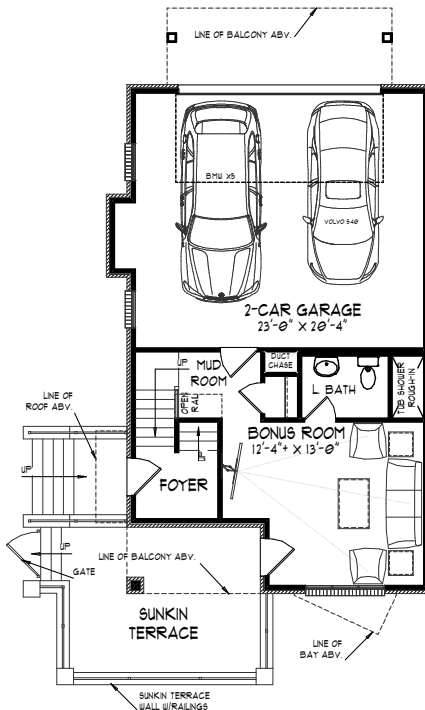 LINE OF BALCONY ABV.
BMW X5
VOLVO S40
2-CAR GARAGE
23'-0" X 20'-4"
UP
MUD
ROOM
DUCT
CHASE
L. BATH
TUB SHOWER
ROUGH-IN
OPEN
RAIL
LINE OF
ROOF ABV.
BONUS ROOM
12'-4"+ X 13'-0"
UP
UP
FOYER
UP
LINE OF BALCONY ABV.
GATE
SUNKIN
TERRACE
LINE OF
BAY ABV.
SUNKIN TERRACE
WALL W/RAILINGS